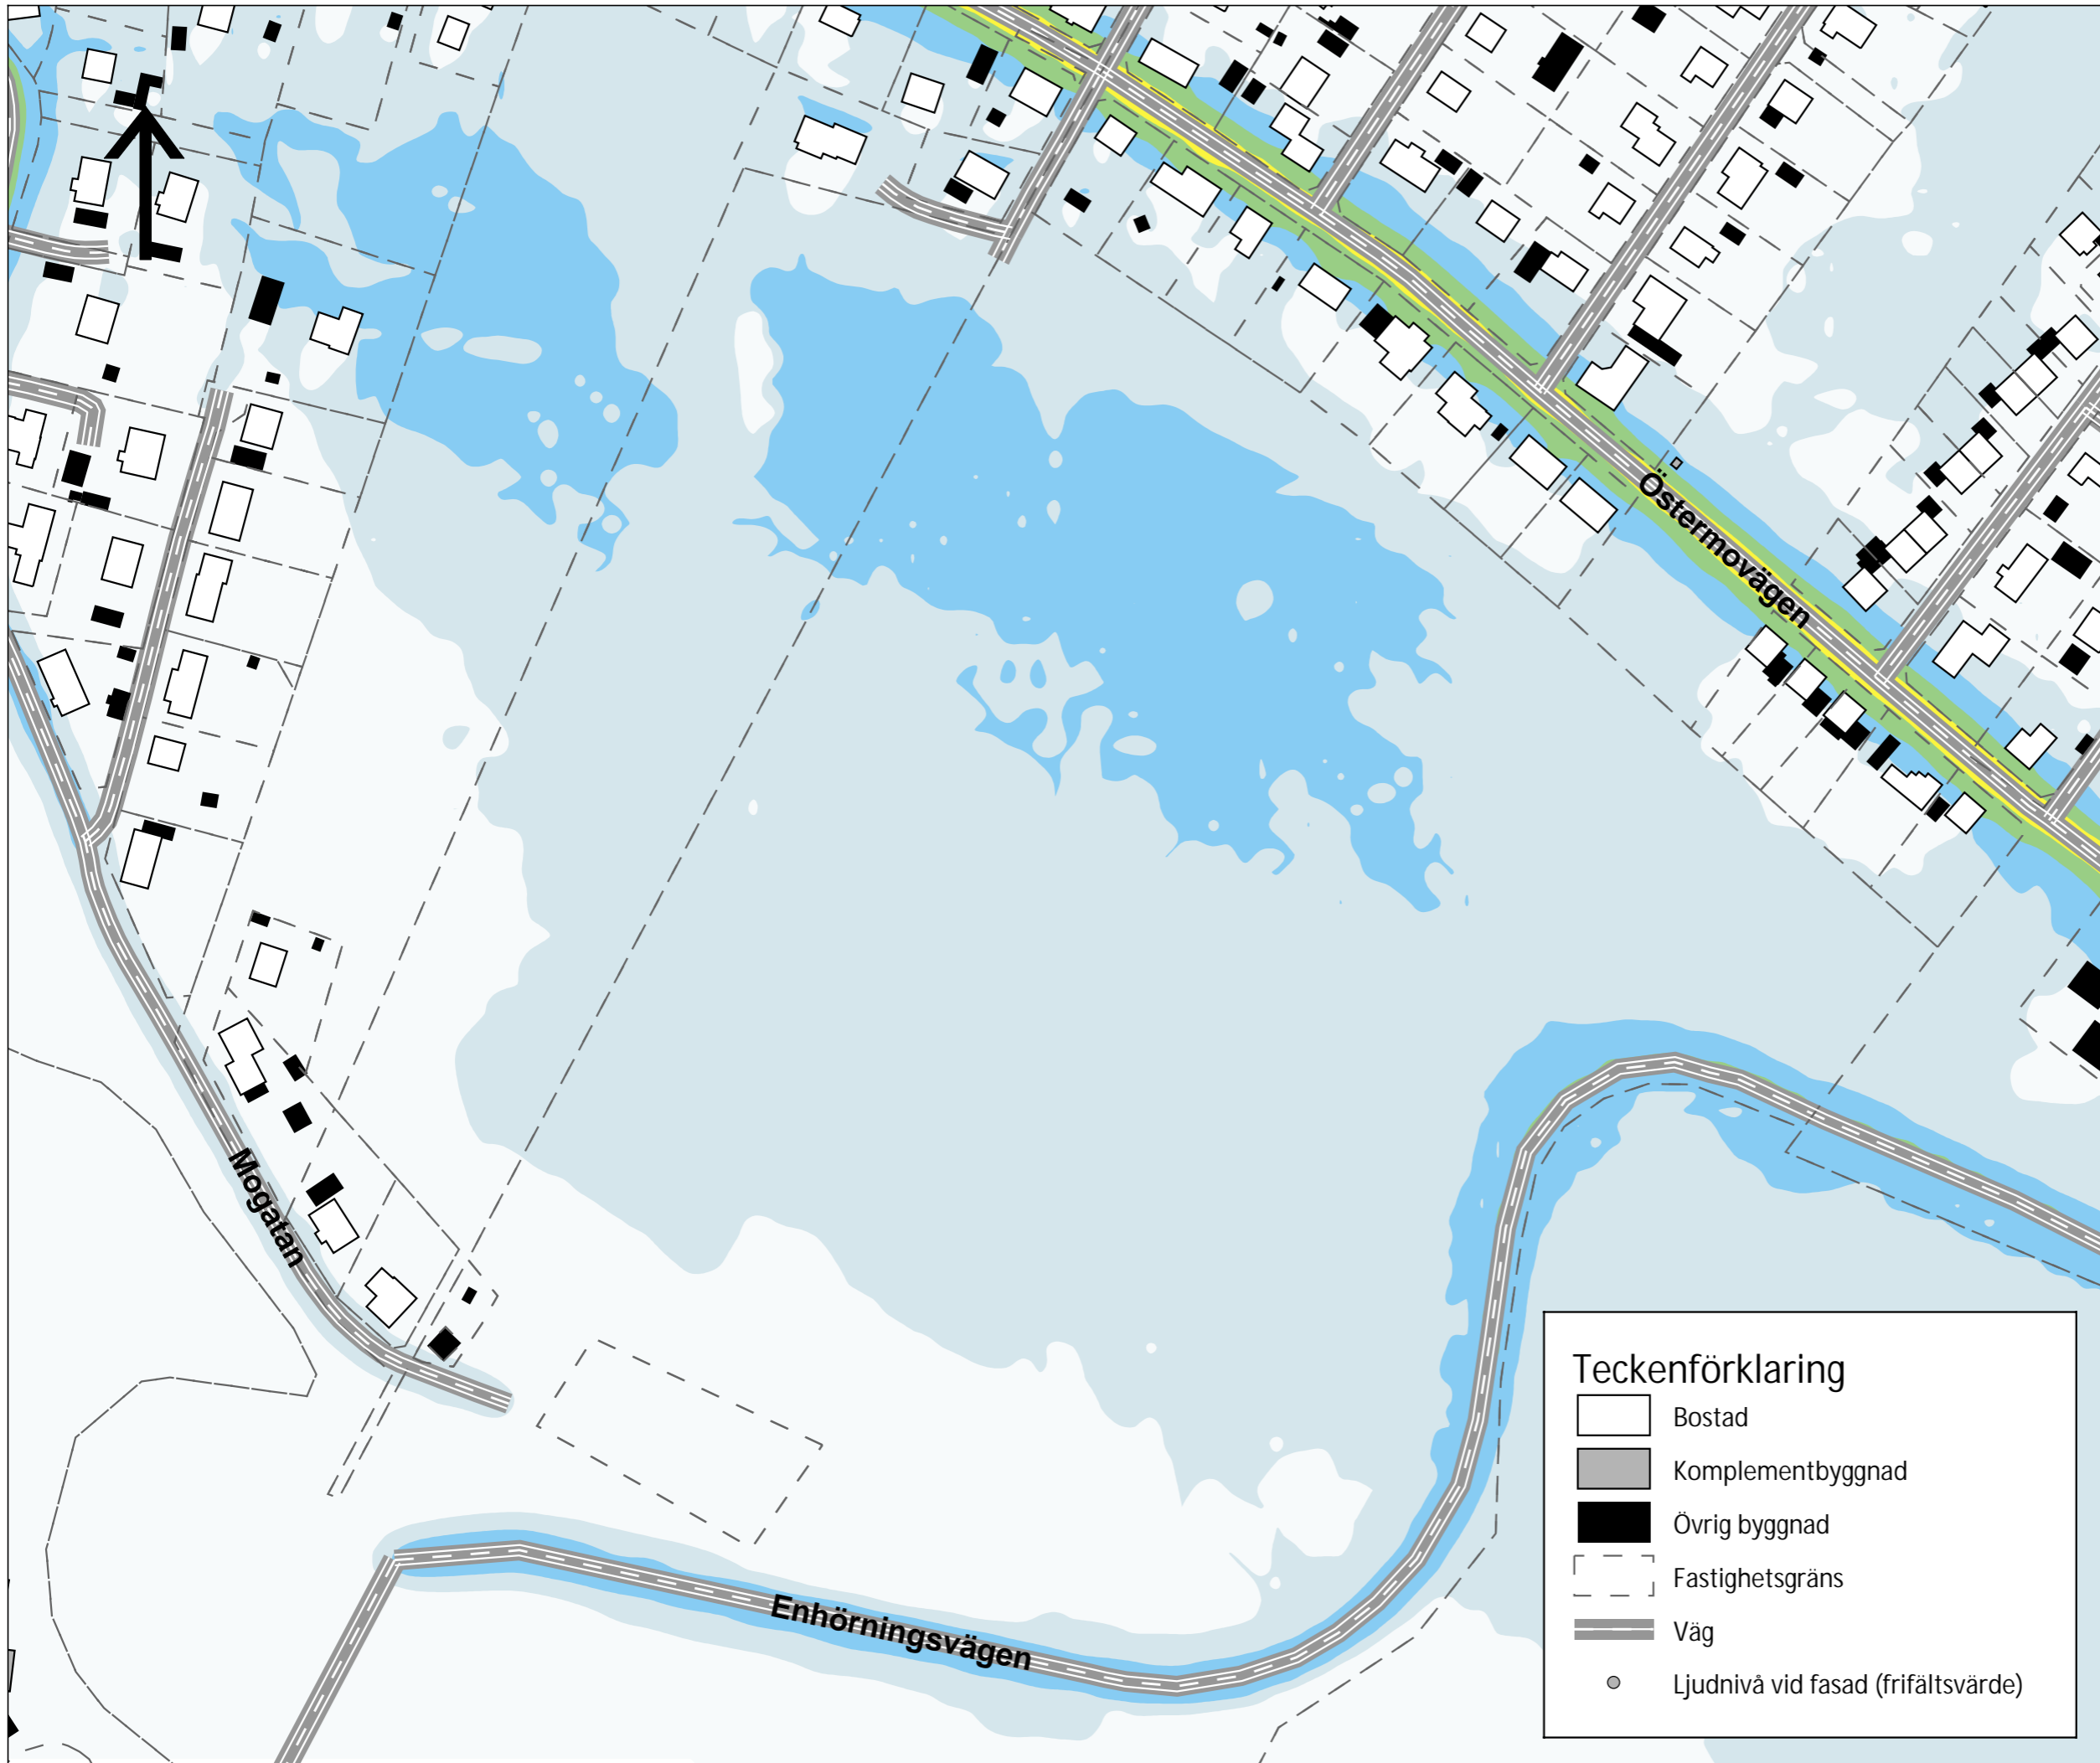 Östermovägen
Mogatan
Enhörningsvägen
Teckenförklaring
Bostad
Komplementbyggnad
Övrig byggnad
Fastighetsgräns
Väg
Ljudnivå vid fasad (frifältsvärde)